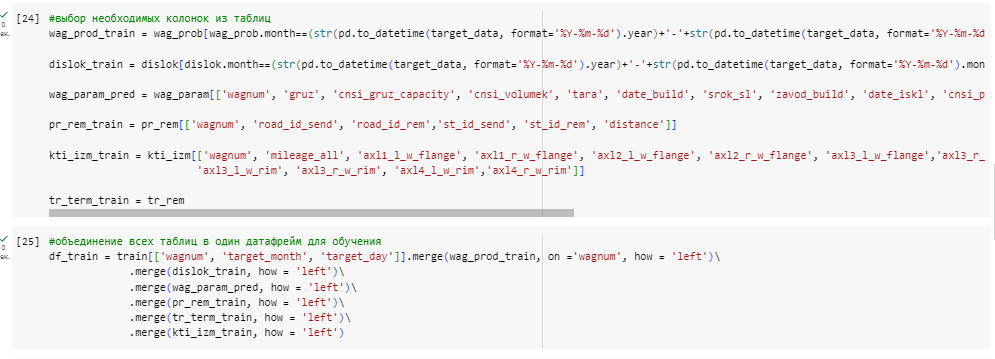 [24] #выбор необходимых колонок из таблиц
wag_prod_train = wag_prob[wag_prob.month==(str(pd.to_datetime(target_data, format='%Y-%m-%d').year)+'-'+str(pd.to_datetime(target_data, format='%Y-%m-%d
0
сек.
dislok_train = dislok[dislok.month==(str(pd.to_datetime(target_data, format='%Y-%m-%d').year)+'-'+str(pd.to_datetime(target_data, format='%Y-%m-%d').mon
wag_param_pred = wag_param[['wagnum', 'gruz', 'cnsi_gruz_capacity', 'cnsi_volumek', 'tara', 'date_build', 'srok_sl', 'zavod_build', 'date_iskl', 'cnsi_p
pr_rem_train = pr_rem[['wagnum', 'road_id_send', 'road_id_rem','st_id_send', 'st_id_rem', 'distance']]
kti_izm_train = kti_izm[['wagnum', 'mileage_all', 'axl1_l_w_flange', 'axl1_r_w_flange', 'axl2_l_w_flange', 'axl2_r_w_flange', 'axl3_l_w_flange','axl3_r_
'axl3_l_w_rim', 'axl3_r_w_rim', 'axl4_l_w_rim','axl4_r_w_rim']]
tr_term_train = tr_rem
[25] #объединение всех таблиц в один датафрейм для обучения
df_train = train[['wagnum', 'target_month', 'target_day']].merge(wag_prod_train, on ='wagnum', how = 'left')\
0
сек.
.merge(dislok_train, how = 'left')\
.merge(wag_param_pred, how = 'left')\
.merge(pr_rem_train, how = 'left')\
.merge(tr_term_train, how = 'left')\
.merge(kti_izm_train, how = 'left')